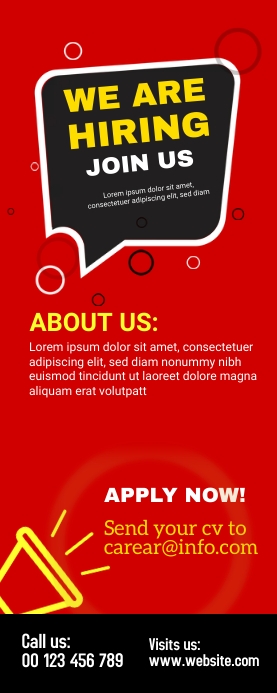 WE ARE
HIRING
JOIN US
Lorem ipsum dolor sit amet,
consectetuer adipiscing elit, sed diam
ABOUT US:
Lorem ipsum dolor sit amet, consectetuer
adipiscing elit, sed diam nonummy nibh
euismod tincidunt ut laoreet dolore magna
aliquam erat volutpatt
APPLY NOW!
Send your cv to
carear@info.com
Call us:
00 123 456 789
Visits us:
www.website.com